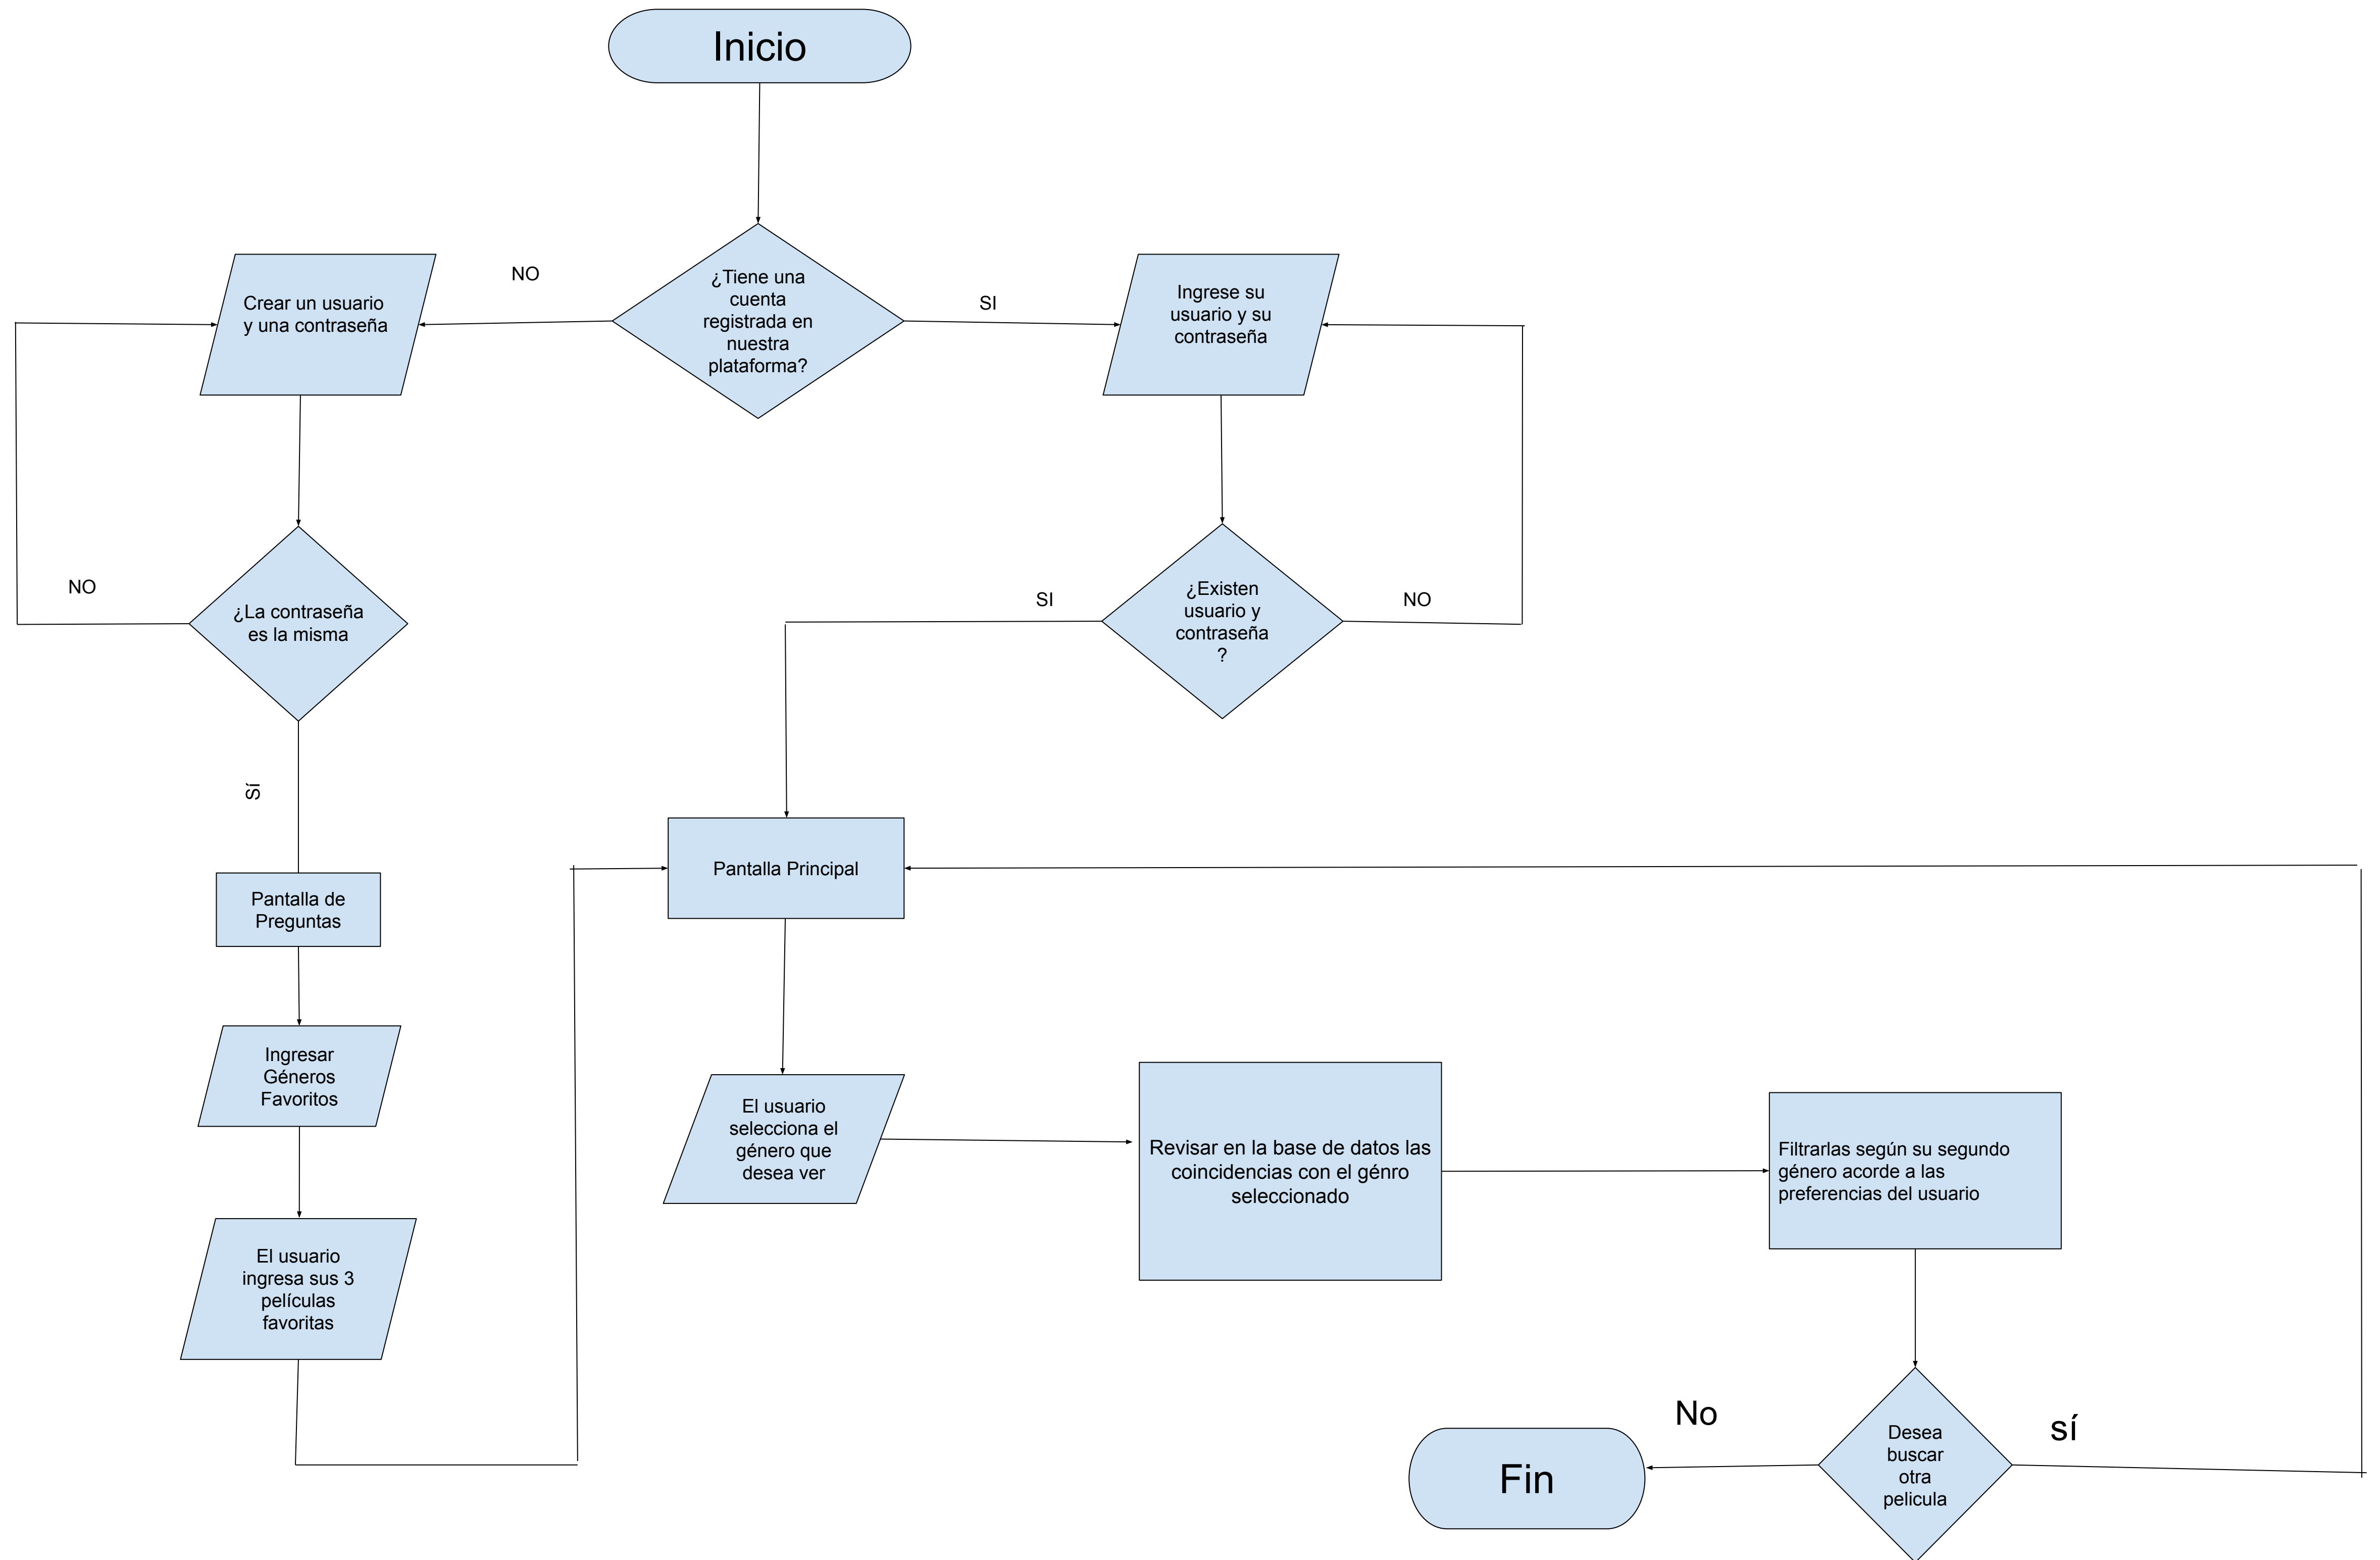 Inicio
¿Tiene una
cuenta
registrada en
nuestra
plataforma?
NO
SI
Crear un usuario
y una contraseña
Ingrese su
usuario y su
contraseña
NO
¿La contraseña
es la misma
SI
¿Existen
usuario y
contraseña
?
NO
Sí
Pantalla de
Preguntas
Pantalla Principal
Ingresar
Géneros
Favoritos
El usuario
selecciona el
género que
desea ver
Revisar en la base de datos las
coincidencias con el génro
seleccionado
Filtrarlas según su segundo
género acorde a las
preferencias del usuario
El usuario
ingresa sus 3
películas
favoritas
No
sí
Desea
buscar
otra
pelicula
Fin